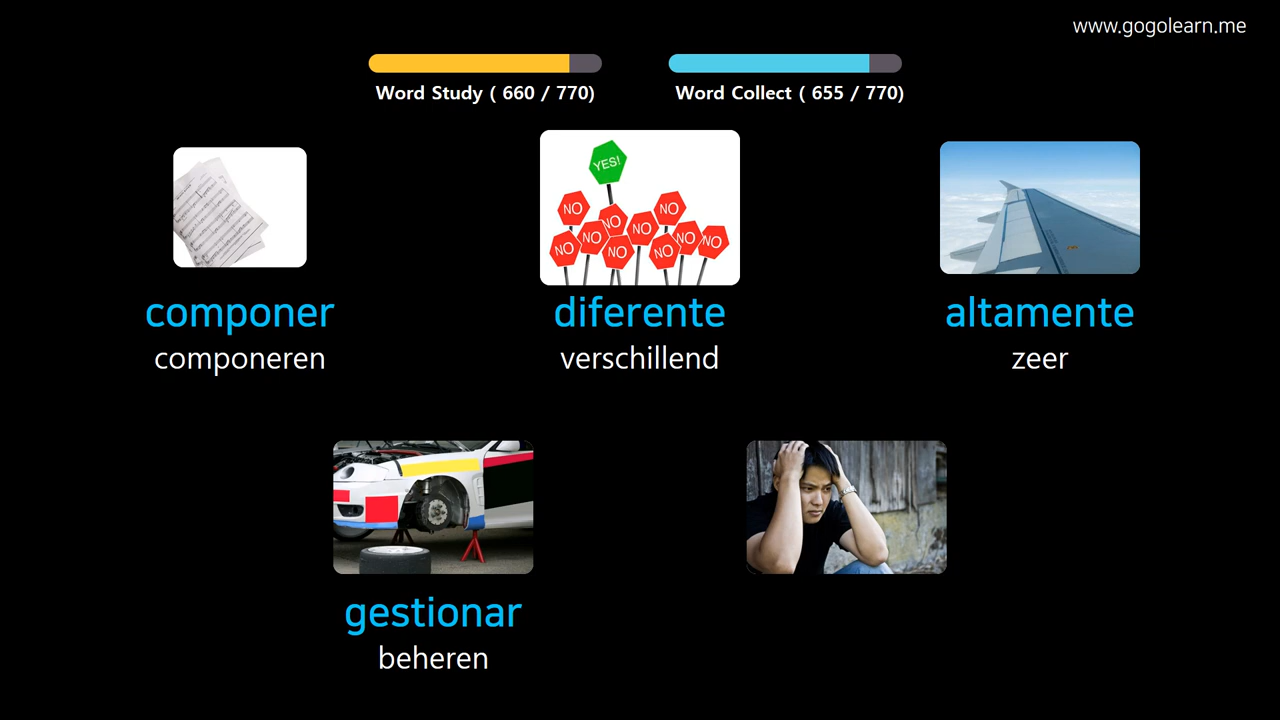 www.gogolearn.me
Word Study ( 660 / 770)
Word Collect ( 655 / 770)
YES!
NO
NO
NO
NO
NO
NO
NO
NO
NO
NO
componer
componeren
diferente
verschillend
altamente
zeer
gestionar
beheren